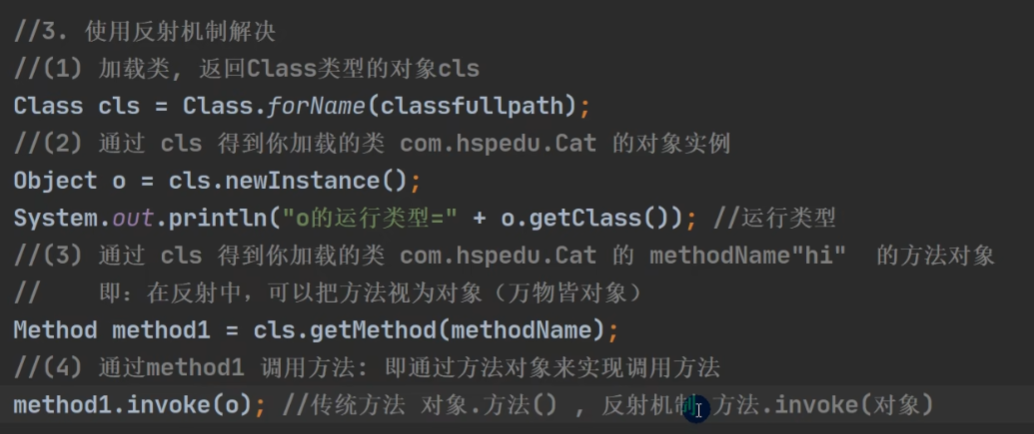 //3. 使用反射机制解决
//(1) 加载类, 返回Class类型的对象cls
Class cls = Class.forName(classfullpath);
//(2) 通过 cls 得到你加载的类 com.hspedu.Cat 的对象实例
Object o = cls.newInstance();
System.out.println("o的运行类型=" + o.getClass()); //运行类型
//(3) 通过 cls 得到你加载的类 com.hspedu.Cat 的 methodName"hi"  的方法对象
//    即：在反射中，可以把方法视为对象（万物皆对象）
Method method1 = cls.getMethod(methodName);
//(4) 通过method1 调用方法: 即通过方法对象来实现调用方法
method1.invoke(o); //传统方法 对象.方法() , 反射机制 方法.invoke(对象)